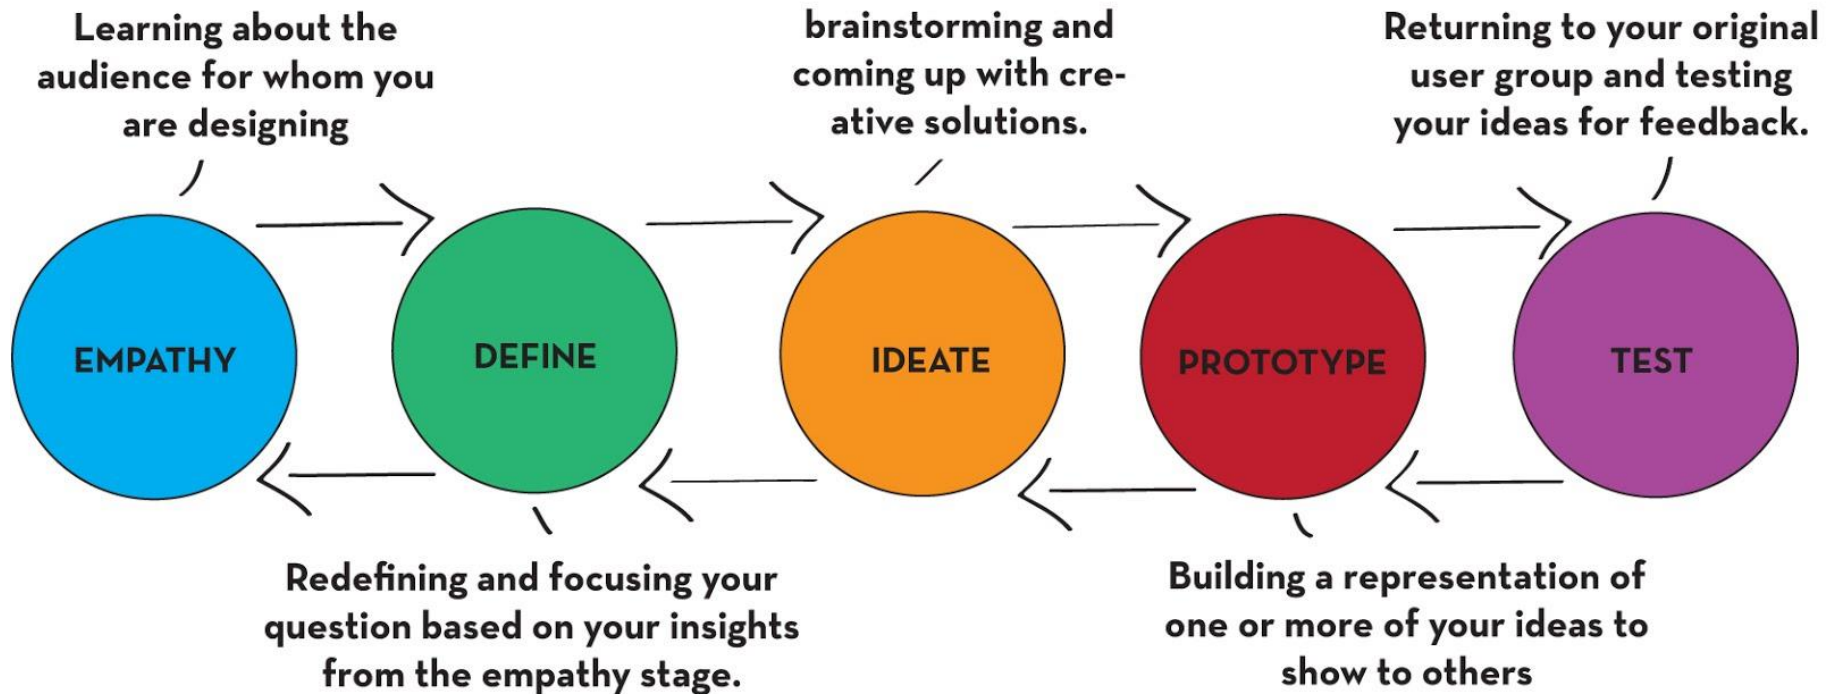 Learning about the
audience for whom you
are designing
brainstorming and
coming up with cre-
ative solutions.
Returning to your original
user group and testing
your ideas for feedback.
EMPATHY
DEFINE
IDEATE
PROTOTYPE
TEST
Redefining and focusing your
question based on your insights
from the empathy stage.
Building a representation of
one or more of your ideas to
show to others